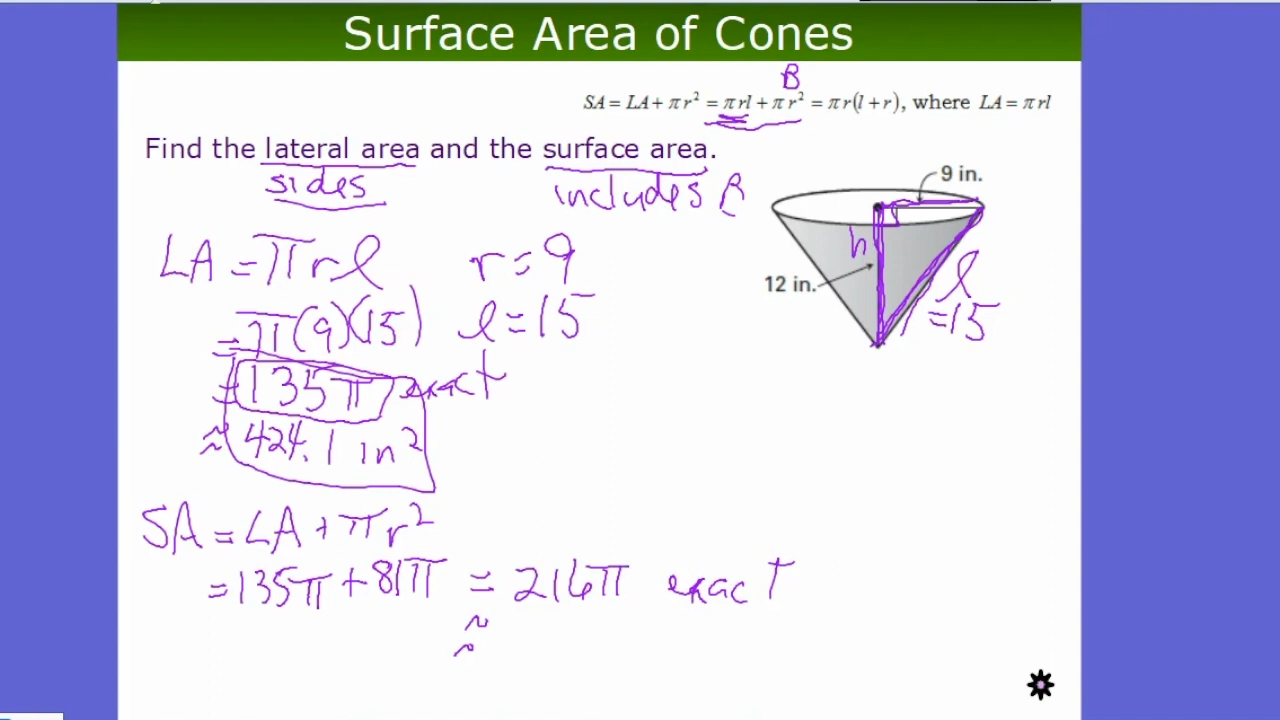 Surface Area of Cones
B
SA = LA + πr² = πrl + πr² = πr(l + r), where LA = πrl
Find the lateral area and the surface area.
sides includes B
9 in.
h
12 in.
l
=15
LA = πrl r = 9
= π(9)(15) l = 15
= 135π exact
≈ 424.1 in²
SA = LA + πr²
= 135π + 81π = 216π exact
≈